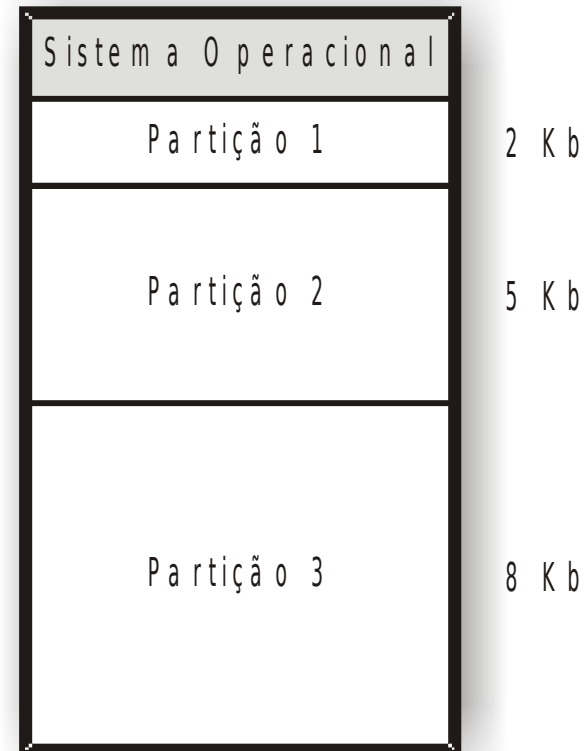 Sistema Operacional
Partição 1
2 Kb
Partição 2
5 Kb
Partição 3
8 Kb